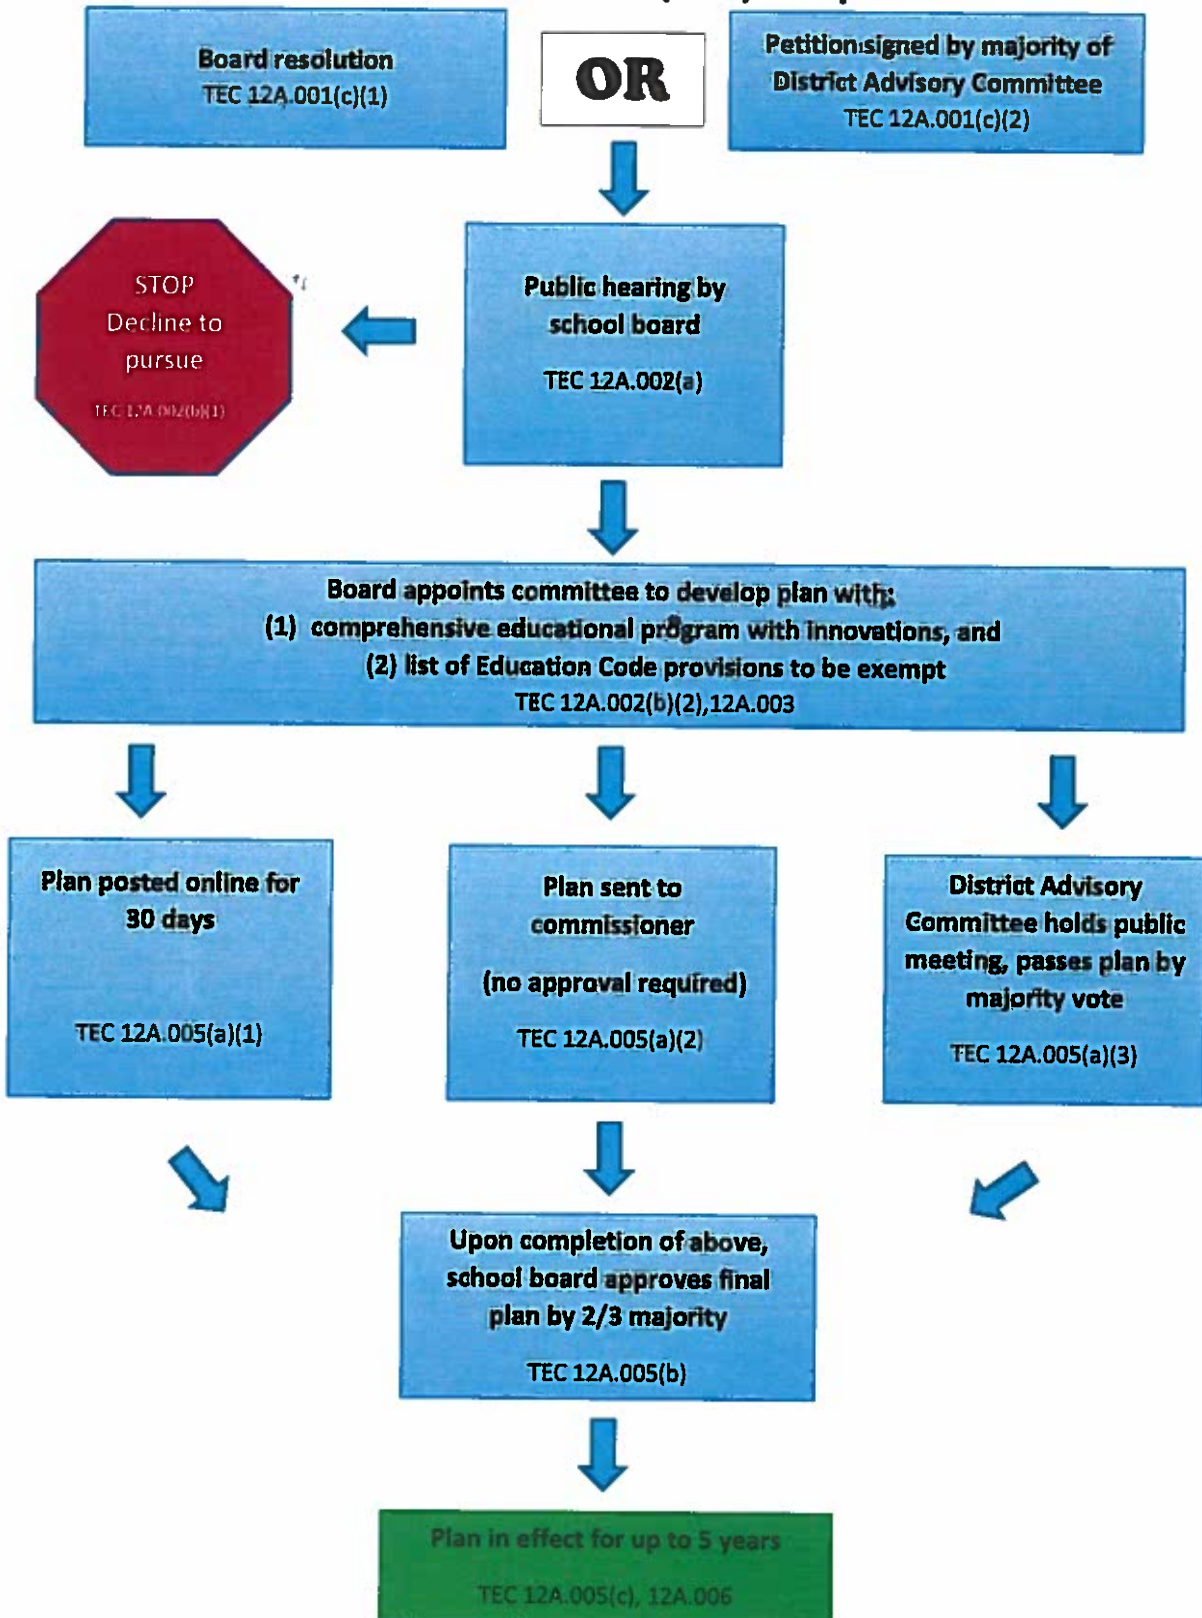 Board resolution
TEC 12A.001(c)(1)
OR
Petition signed by majority of
District Advisory Committee
TEC 12A.001(c)(2)
STOP
Decline to
pursue
TEC 12A.002(b)(1)
Public hearing by
school board
TEC 12A.002(a)
Board appoints committee to develop plan with:
(1) comprehensive educational program with innovations, and
(2) list of Education Code provisions to be exempt
TEC 12A.002(b)(2),12A.003
Plan posted online for
30 days
TEC 12A.005(a)(1)
Plan sent to
commissioner
(no approval required)
TEC 12A.005(a)(2)
District Advisory
Committee holds public
meeting, passes plan by
majority vote
TEC 12A.005(a)(3)
Upon completion of above,
school board approves final
plan by 2/3 majority
TEC 12A.005(b)
Plan in effect for up to 5 years
TEC 12A.005(c), 12A.006